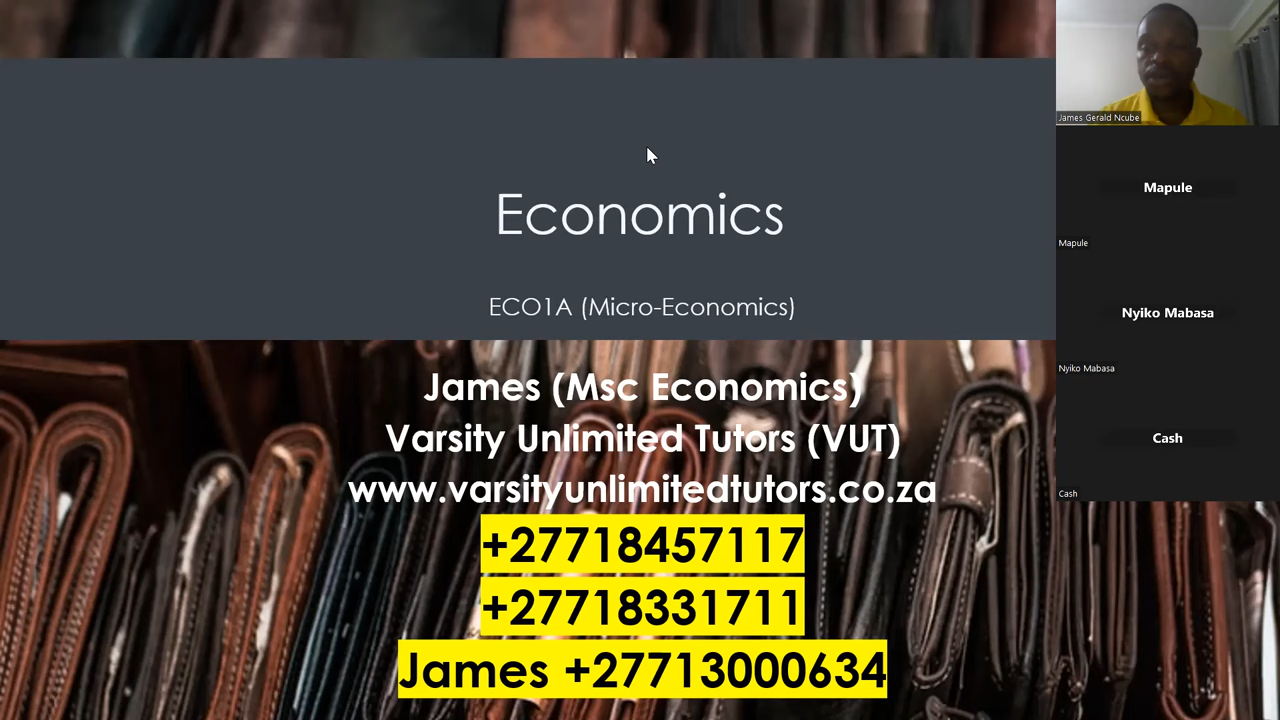 Economics
ECO1A (Micro-Economics)
James (Msc Economics)
Varsity Unlimited Tutors (VUT)
www.varsityunlimitedtutors.co.za
+27718457117
+27718331711
James +27713000634
James Gerald Ncube
Mapule
Mapule
Nyiko Mabasa
Nyiko Mabasa
Cash
Cash